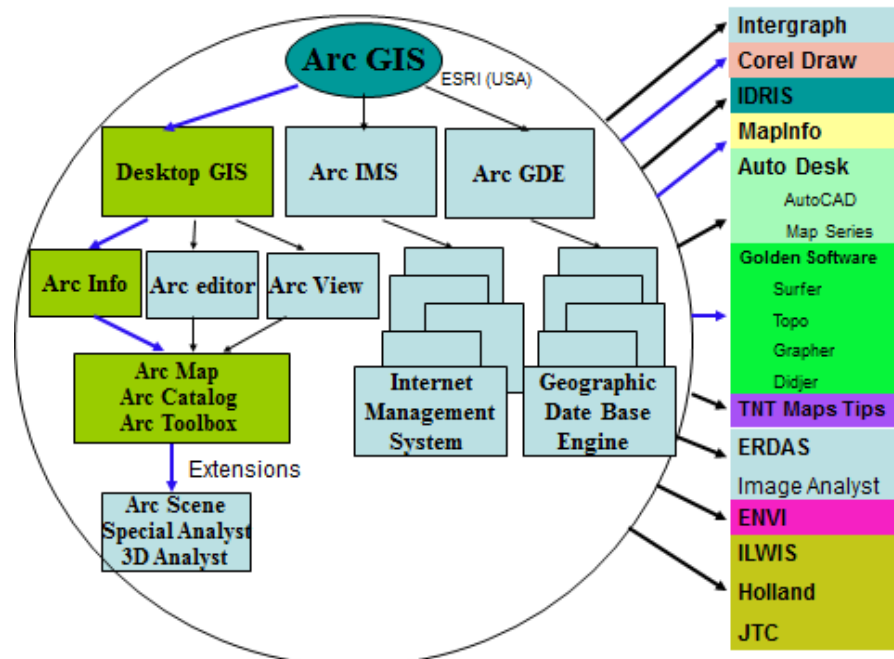 Arc GIS
ESRI (USA)
Desktop GIS
Arc IMS
Arc GDE
Arc Info
Arc editor
Arc View
Arc Map
Arc Catalog
Arc Toolbox
Internet
Management
System
Geographic
Date Base
Engine
Extensions
Arc Scene
Special Analyst
3D Analyst
Intergraph
Corel Draw
IDRIS
MapInfo
Auto Desk
AutoCAD
Map Series
Golden Software
Surfer
Topo
Grapher
Didjer
TNT Maps Tips
ERDAS
Image Analyst
ENVI
ILWIS
Holland
JTC